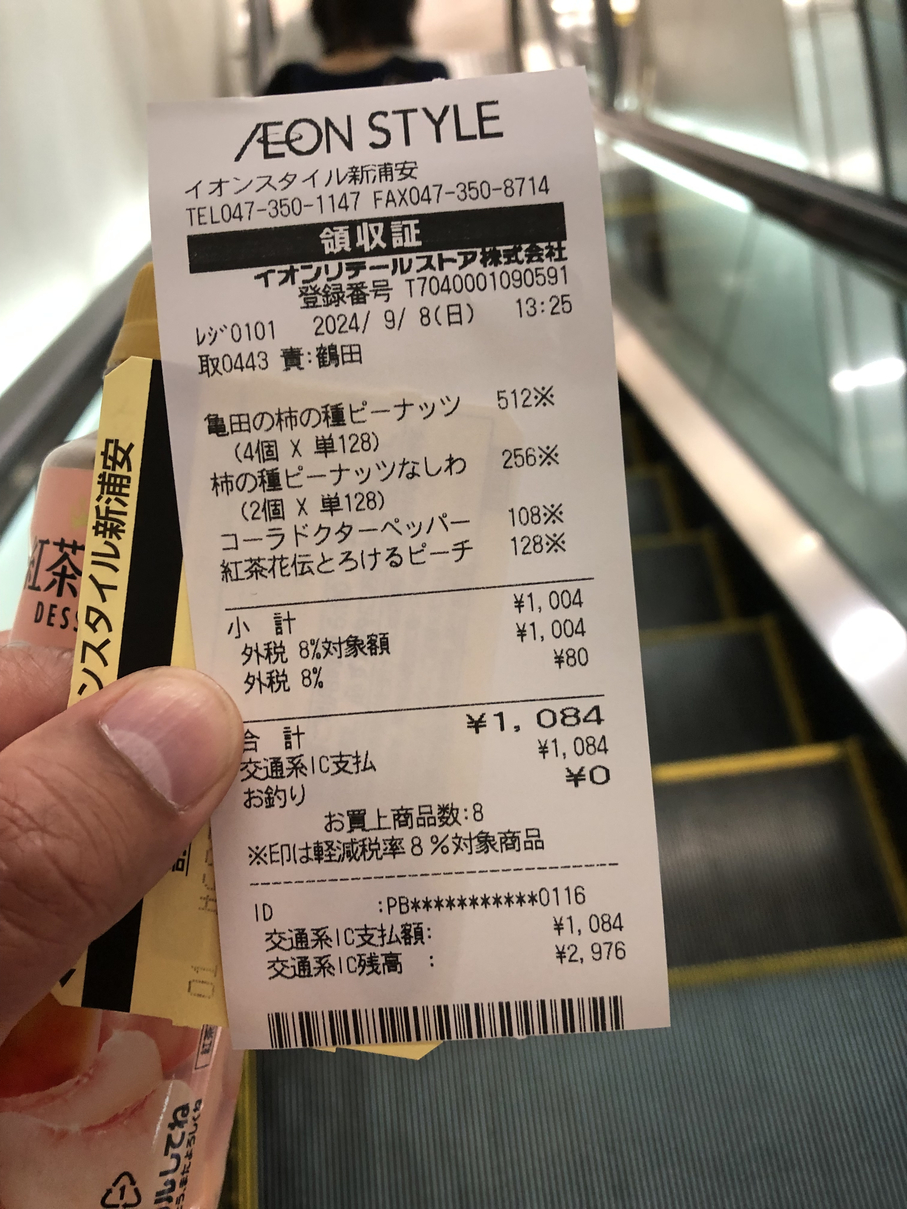 ÆON STYLE
イオンスタイル新浦安
TEL047-350-1147 FAX047-350-8714
領収証
イオンリテールストア株式会社
登録番号 T7040001090591
ﾚｼﾞ0101 2024/ 9/ 8(日) 13:25
取0443 責:鶴田
亀田の柿の種ピーナッツ 512※
(4個 X 単128)
柿の種ピーナッツなしわ 256※
(2個 X 単128)
コーラドクターペッパー 108※
紅茶花伝とろけるピーチ 128※
小 計 ¥1,004
外税 8%対象額 ¥1,004
外税 8% ¥80
合 計 ¥1,084
交通系IC支払 ¥1,084
お釣り ¥0
お買上商品数:8
※印は軽減税率8%対象商品
ID :PB***********0116
交通系IC支払額: ¥1,084
交通系IC残高 : ¥2,976
ンスタイル新浦安
紅茶
DESS
01
ルしてね